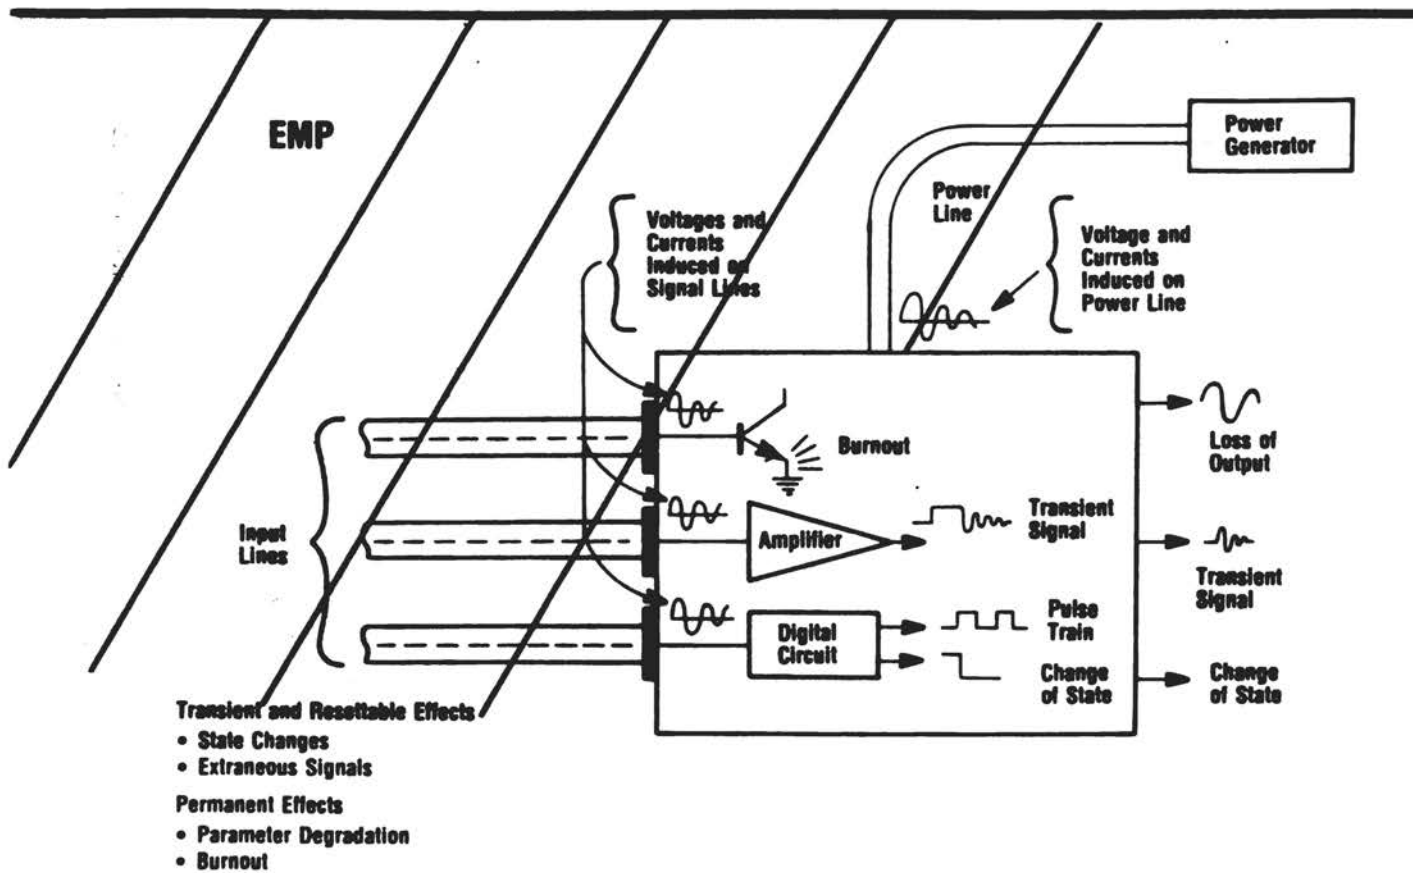 EMP
Power
Generator
Power
Line
Voltages and
Currents
Induced on
Signal Lines
Voltage and
Currents
Induced on
Power Line
Burnout
Loss of
Output
Input
Lines
Amplifier
Transient
Signal
Transient
Signal
Digital
Circuit
Pulse
Train
Change
of State
Change
of State
Transient and Resettable Effects
• State Changes
• Extraneous Signals
Permanent Effects
• Parameter Degradation
• Burnout